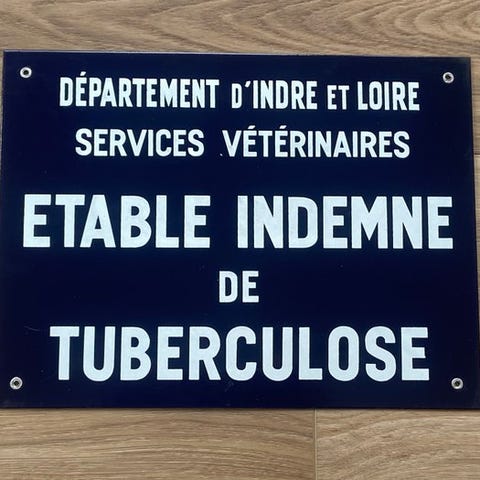 DÉPARTEMENT D'INDRE ET LOIRE
SERVICES VÉTÉRINAIRES
ETABLE INDEMNE
DE
TUBERCULOSE